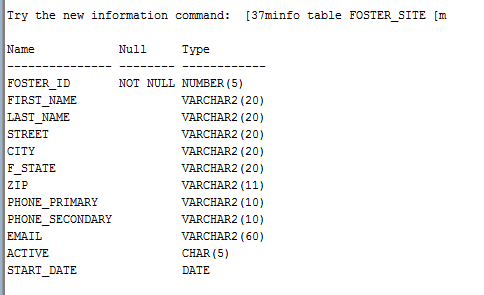 Try the new information command:  [37minfo table FOSTER_SITE [m
Name            Null     Type
--------------- -------- ------------
FOSTER_ID       NOT NULL NUMBER(5)
FIRST_NAME               VARCHAR2(20)
LAST_NAME                VARCHAR2(20)
STREET                   VARCHAR2(20)
CITY                     VARCHAR2(20)
F_STATE                  VARCHAR2(20)
ZIP                      VARCHAR2(11)
PHONE_PRIMARY            VARCHAR2(10)
PHONE_SECONDARY          VARCHAR2(10)
EMAIL                    VARCHAR2(60)
ACTIVE                   CHAR(5)
START_DATE               DATE